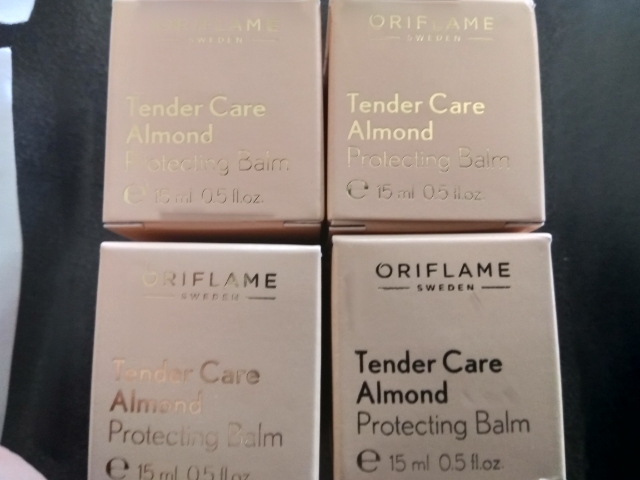 ORIFLAME
SWEDEN
Tender Care
Almond
Protecting Balm
e 15 ml 0.5 fl.oz.
ORIFLAME
SWEDEN
Tender Care
Almond
Protecting Balm
e 15 ml 0.5 fl.oz.
ORIFLAME
SWEDEN
Tender Care
Almond
Protecting Balm
e 15 ml 0.5 fl.oz.
ORIFLAME
SWEDEN
Tender Care
Almond
Protecting Balm
e 15 ml 0.5 fl.oz.